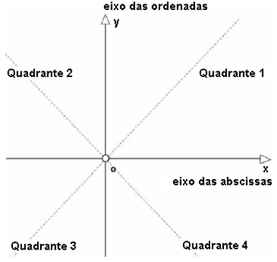 eixo das ordenadas
y
Quadrante 2
Quadrante 1
x
o
eixo das abscissas
Quadrante 3
Quadrante 4